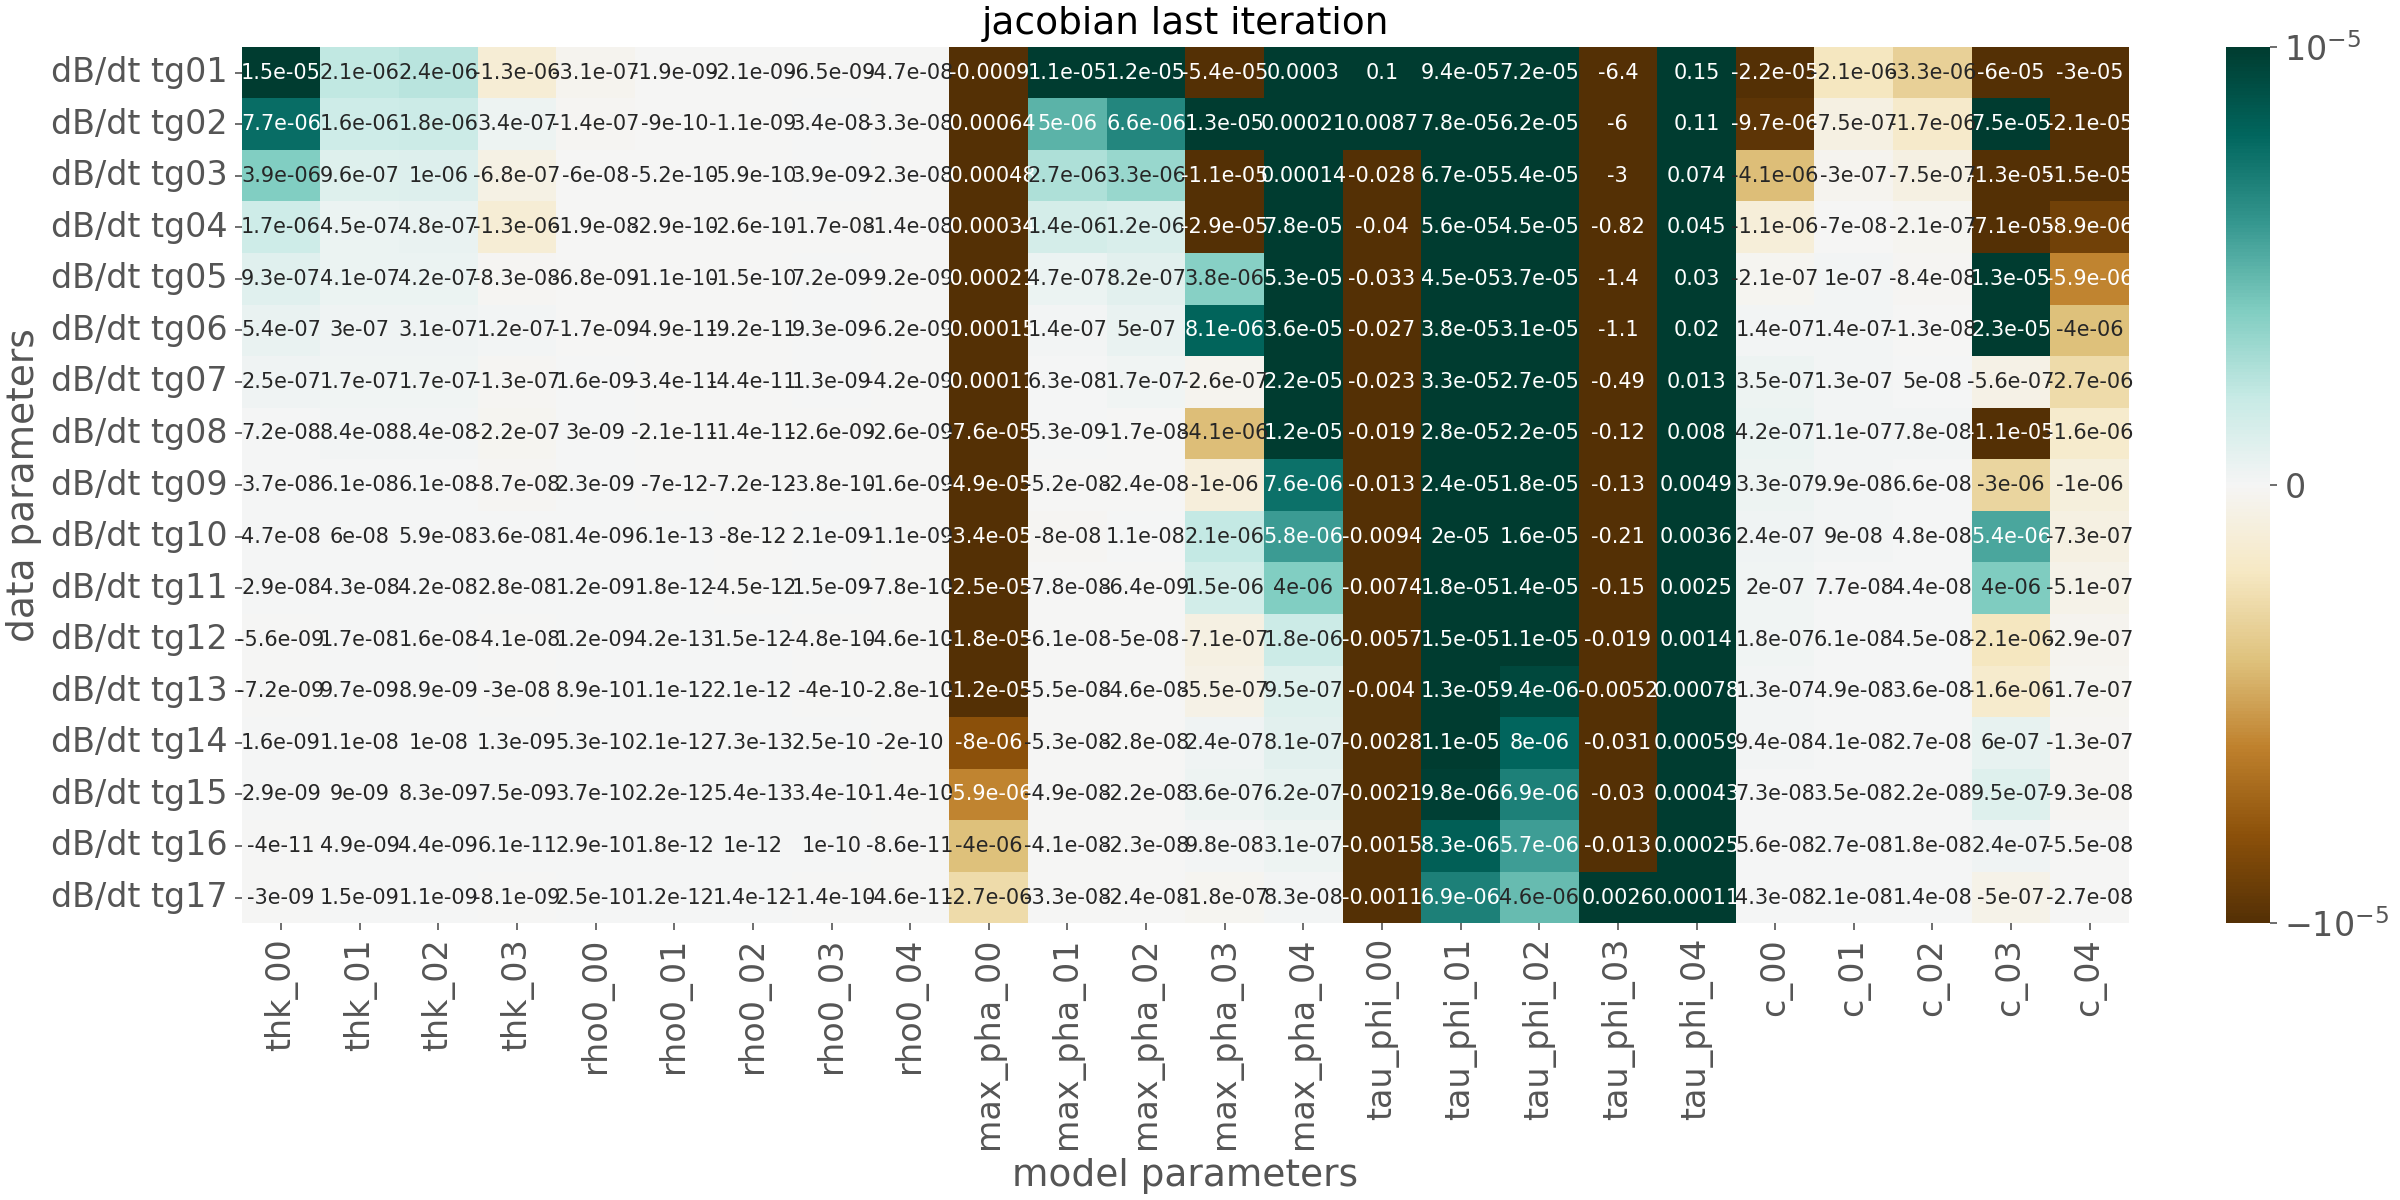 jacobian last iteration
dB/dt tg01 1.5e-05 2.1e-06 2.4e-06 -1.3e-06 -3.1e-07 -1.9e-09 -2.1e-09 -6.5e-09 -4.7e-08 -0.0009 1.1e-05 1.2e-05 -5.4e-05 0.0003 0.1 9.4e-05 7.2e-05 -6.4 0.15 -2.2e-05 -2.1e-06 -3.3e-06 -6e-05 -3e-05
dB/dt tg02 7.7e-06 1.6e-06 1.8e-06 3.4e-07 -1.4e-07 -9e-10 -1.1e-09 3.4e-08 -3.3e-08 -0.00064 5e-06 6.6e-06 1.3e-05 0.00021 0.0087 7.8e-05 6.2e-05 -6 0.11 -9.7e-06 -7.5e-07 -1.7e-06 7.5e-05 -2.1e-05
dB/dt tg03 3.9e-06 9.6e-07 1e-06 -6.8e-07 -6e-08 -5.2e-10 -5.9e-10 3.9e-09 -2.3e-08 -0.00048 2.7e-06 3.3e-06 -1.1e-05 0.00014 -0.028 6.7e-05 5.4e-05 -3 0.074 -4.1e-06 -3e-07 -7.5e-07 -1.3e-05 -1.5e-05
dB/dt tg04 1.7e-06 4.5e-07 4.8e-07 -1.3e-06 -1.9e-08 -2.9e-10 -2.6e-10 -1.7e-08 -1.4e-08 -0.00034 1.4e-06 1.2e-06 -2.9e-05 7.8e-05 -0.04 5.6e-05 4.5e-05 -0.82 0.045 -1.1e-06 -7e-08 -2.1e-07 -7.1e-05 -8.9e-06
dB/dt tg05 9.3e-07 4.1e-07 4.2e-07 -8.3e-08 -6.8e-09 -1.1e-10 -1.5e-10 7.2e-09 -9.2e-09 -0.00021 4.7e-07 8.2e-07 3.8e-06 5.3e-05 -0.033 4.5e-05 3.7e-05 -1.4 0.03 -2.1e-07 1e-07 -8.4e-08 1.3e-05 -5.9e-06
dB/dt tg06 5.4e-07 3e-07 3.1e-07 1.2e-07 -1.7e-09 -4.9e-11 -9.2e-11 9.3e-09 -6.2e-09 -0.00015 1.4e-07 5e-07 8.1e-06 3.6e-05 -0.027 3.8e-05 3.1e-05 -1.1 0.02 1.4e-07 1.4e-07 -1.3e-08 2.3e-05 -4e-06
dB/dt tg07 2.5e-07 1.7e-07 1.7e-07 -1.3e-07 1.6e-09 -3.4e-11 -4.4e-11 1.3e-09 -4.2e-09 -0.00011 6.3e-08 1.7e-07 -2.6e-07 2.2e-05 -0.023 3.3e-05 2.7e-05 -0.49 0.013 3.5e-07 1.3e-07 5e-08 -5.6e-07 -2.7e-06
dB/dt tg08 7.2e-08 8.4e-08 8.4e-08 -2.2e-07 3e-09 -2.1e-11 -1.4e-11 -2.6e-09 -2.6e-09 -7.6e-05 5.3e-09 -1.7e-08 -4.1e-06 1.2e-05 -0.019 2.8e-05 2.2e-05 -0.12 0.008 4.2e-07 1.1e-07 7.8e-08 -1.1e-05 -1.6e-06
dB/dt tg09 3.7e-08 6.1e-08 6.1e-08 -8.7e-08 2.3e-09 -7e-12 -7.2e-12 -3.8e-10 -1.6e-09 -4.9e-05 -5.2e-08 -2.4e-08 -1e-06 7.6e-06 -0.013 2.4e-05 1.8e-05 -0.13 0.0049 3.3e-07 9.9e-08 6.6e-08 -3e-06 -1e-06
dB/dt tg10 4.7e-08 6e-08 5.9e-08 3.6e-08 1.4e-09 6.1e-13 -8e-12 2.1e-09 -1.1e-09 -3.4e-05 -8e-08 1.1e-08 2.1e-06 5.8e-06 -0.0094 2e-05 1.6e-05 -0.21 0.0036 2.4e-07 9e-08 4.8e-08 5.4e-06 -7.3e-07
dB/dt tg11 2.9e-08 4.3e-08 4.2e-08 2.8e-08 1.2e-09 1.8e-12 -4.5e-12 1.5e-09 -7.8e-10 -2.5e-05 -7.8e-08 -6.4e-09 1.5e-06 4e-06 -0.0074 1.8e-05 1.4e-05 -0.15 0.0025 2e-07 7.7e-08 4.4e-08 4e-06 -5.1e-07
dB/dt tg12 -5.6e-09 1.7e-08 1.6e-08 -4.1e-08 1.2e-09 4.2e-13 1.5e-12 -4.8e-10 -4.6e-10 -1.8e-05 -6.1e-08 -5e-08 -7.1e-07 1.8e-06 -0.0057 1.5e-05 1.1e-05 -0.019 0.0014 1.8e-07 6.1e-08 4.5e-08 -2.1e-06 -2.9e-07
dB/dt tg13 -7.2e-09 9.7e-09 8.9e-09 -3e-08 8.9e-10 1.1e-12 2.1e-12 -4e-10 -2.8e-10 -1.2e-05 -5.5e-08 -4.6e-08 -5.5e-07 9.5e-07 -0.004 1.3e-05 9.4e-06 -0.0052 0.00078 1.3e-07 4.9e-08 3.6e-08 -1.6e-06 -1.7e-07
dB/dt tg14 1.6e-09 1.1e-08 1e-08 1.3e-09 5.3e-10 2.1e-12 7.3e-13 2.5e-10 -2e-10 -8e-06 -5.3e-08 -2.8e-08 2.4e-07 8.1e-07 -0.0028 1.1e-05 8e-06 -0.031 0.00059 9.4e-08 4.1e-08 2.7e-08 6e-07 -1.3e-07
dB/dt tg15 2.9e-09 9e-09 8.3e-09 7.5e-09 3.7e-10 2.2e-12 5.4e-13 3.4e-10 -1.4e-10 -5.9e-06 -4.9e-08 -2.2e-08 3.6e-07 6.2e-07 -0.0021 9.8e-06 6.9e-06 -0.03 0.00043 7.3e-08 3.5e-08 2.2e-08 9.5e-07 -9.3e-08
dB/dt tg16 -4e-11 4.9e-09 4.4e-09 6.1e-11 2.9e-10 1.8e-12 1e-12 1e-10 -8.6e-11 -4e-06 -4.1e-08 -2.3e-08 9.8e-08 3.1e-07 -0.0015 8.3e-06 5.7e-06 -0.013 0.00025 5.6e-08 2.7e-08 1.8e-08 2.4e-07 -5.5e-08
dB/dt tg17 -3e-09 1.5e-09 1.1e-09 -8.1e-09 2.5e-10 1.2e-12 1.4e-12 -1.4e-10 -4.6e-11 -2.7e-06 -3.3e-08 -2.4e-08 -1.8e-07 8.3e-08 -0.0011 6.9e-06 4.6e-06 0.0026 0.00011 4.3e-08 2.1e-08 1.4e-08 -5e-07 -2.7e-08
thk_00 thk_01 thk_02 thk_03 rho0_00 rho0_01 rho0_02 rho0_03 rho0_04 max_pha_00 max_pha_01 max_pha_02 max_pha_03 max_pha_04 tau_phi_00 tau_phi_01 tau_phi_02 tau_phi_03 tau_phi_04 c_00 c_01 c_02 c_03 c_04
model parameters
data parameters
10⁻⁵
0
−10⁻⁵